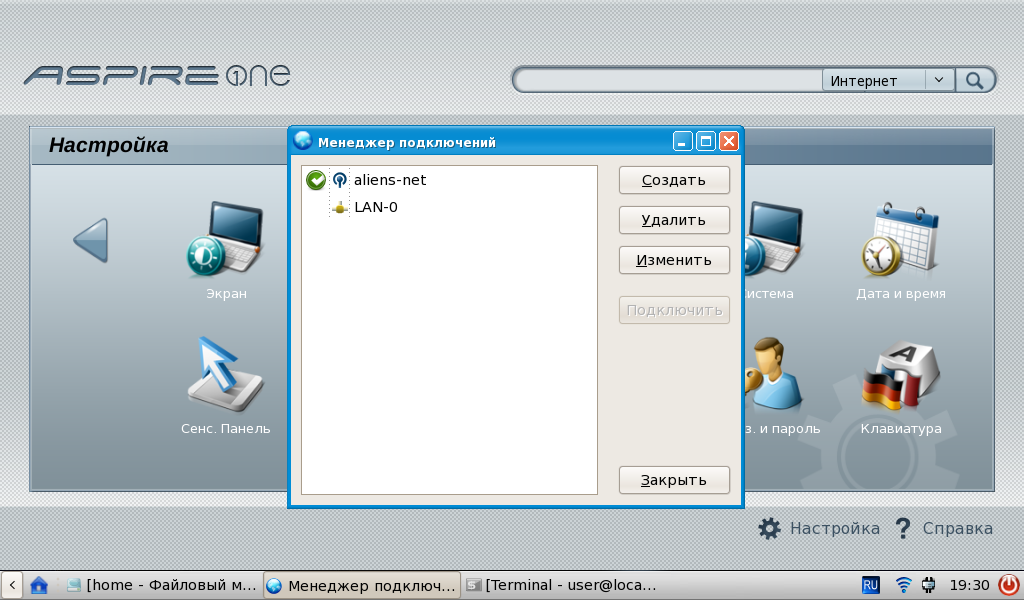 ASPIRE one
Интернет
Настройка
Менеджер подключений
aliens-net
LAN-0
Создать
Удалить
Изменить
Подключить
Закрыть
Экран
Дата и время
Сенс. Панель
и пароль
Клавиатура
Настройка
? Справка
< [home - Файловый м... Менеджер подключ... [Terminal - user@loca... RU 19:30